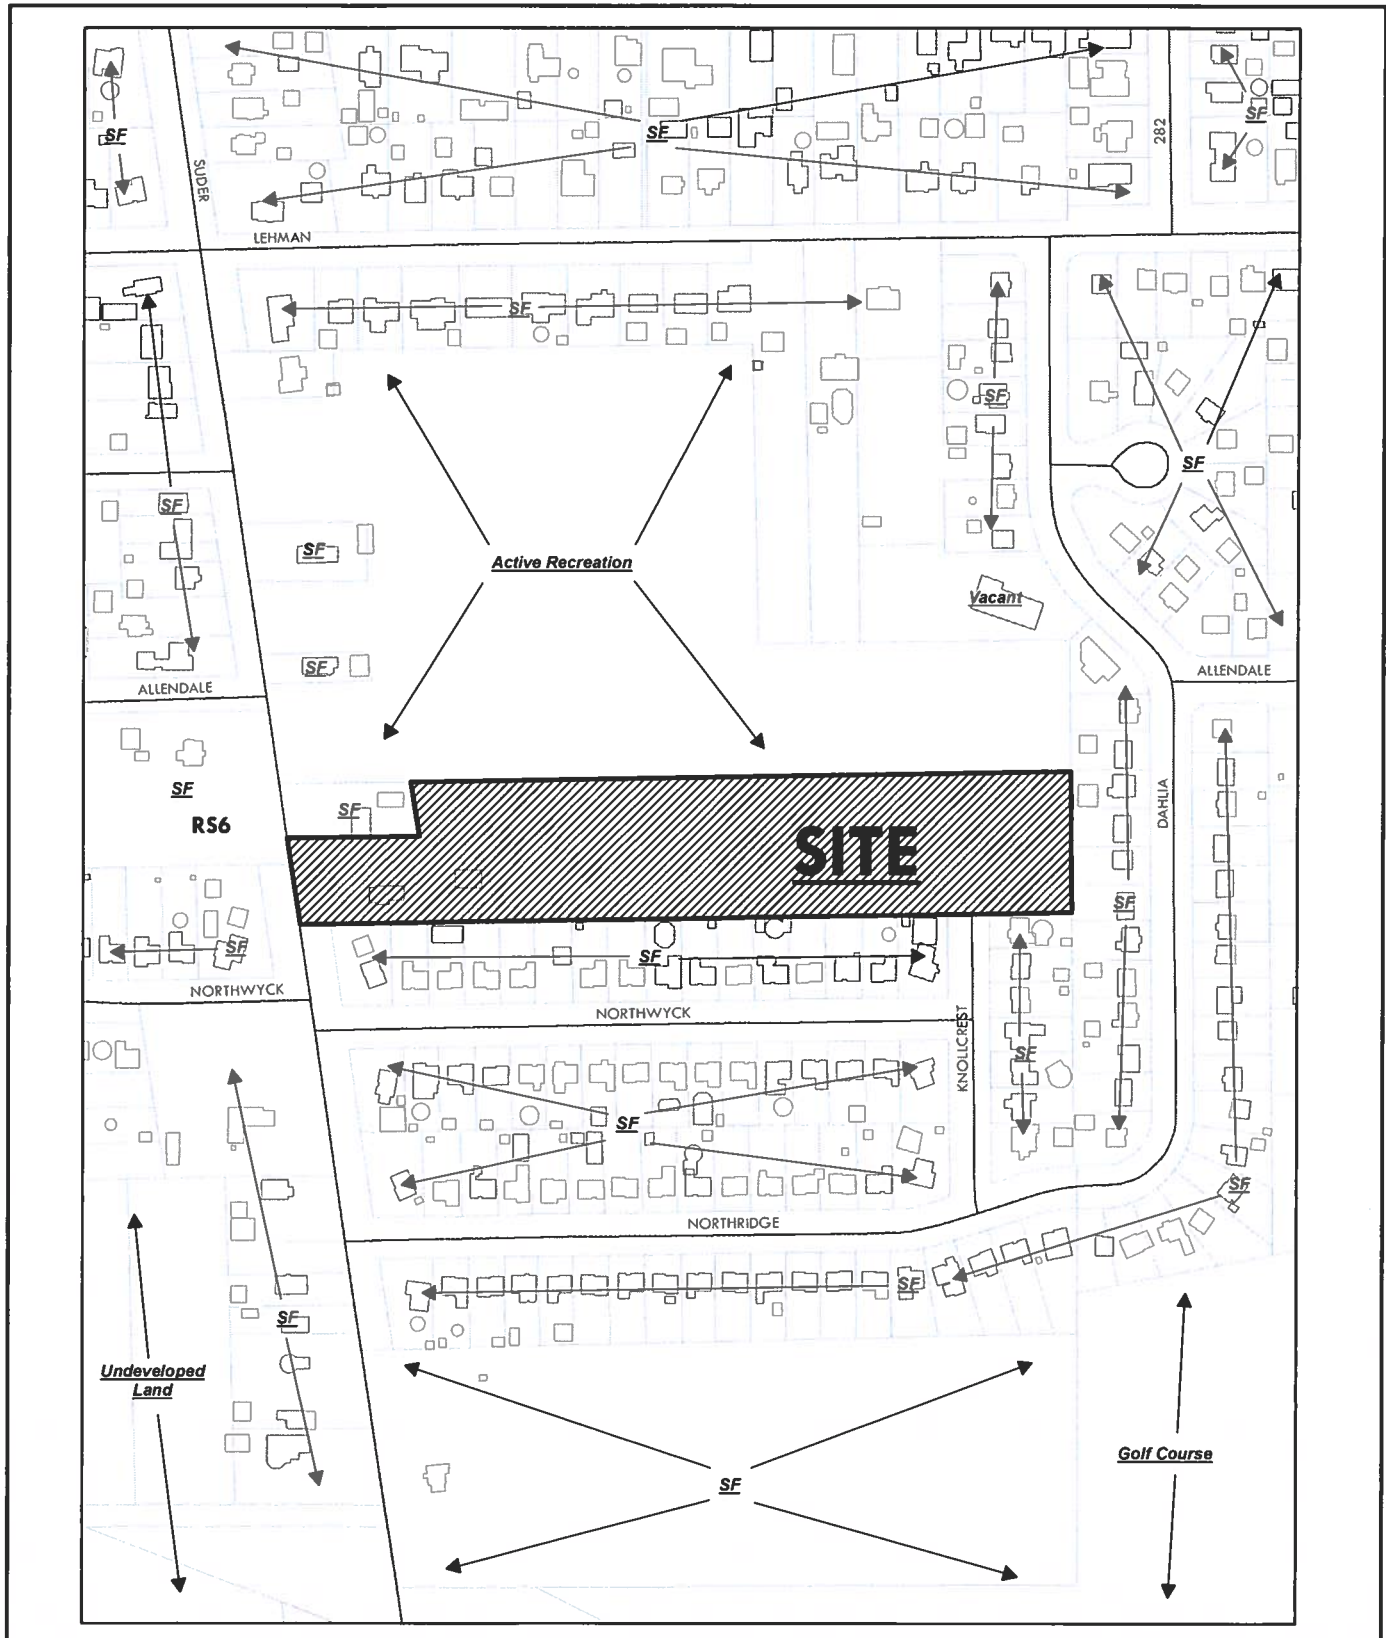 SF
SF
SF
SUDER
282
LEHMAN
SF
SF
SF
SF
SF
Active Recreation
Vacant
SF
ALLENDALE
ALLENDALE
SF
SF
SF
RS6
DAHLIA
SITE
SF
SF
SF
NORTHWYCK
NORTHWYCK
KNOLLCREST
SF
SF
SF
NORTHRIDGE
SF
SF
Undeveloped
Land
Golf Course
SF